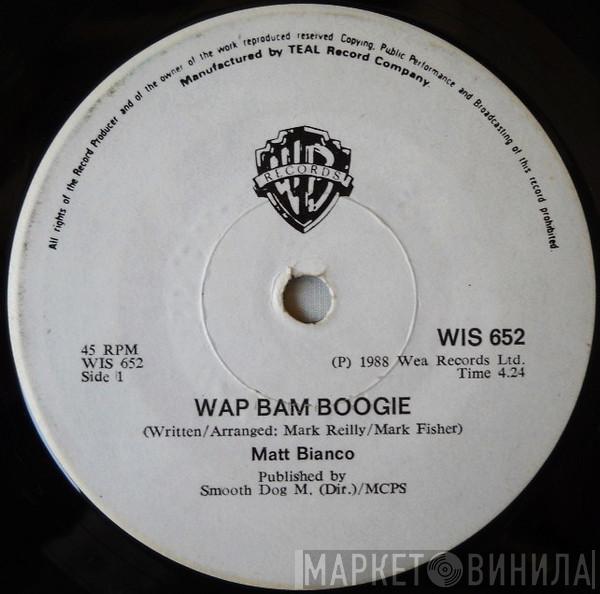 All rights of the Record Producer and of the owner of the work reproduced reserved Copying, Public Performance and Broadcasting of this record prohibited.
Manufactured by TEAL Record Company
WB
RECORDS
WIS 652
45 RPM
WIS 652
Side 1
(P) 1988 Wea Records Ltd.
Time 4.24
WAP BAM BOOGIE
(Written/Arranged: Mark Reilly/Mark Fisher)
Matt Bianco
Published by
Smooth Dog M. (Dir.)/MCPS
МАРКЕТ ВИНИЛА